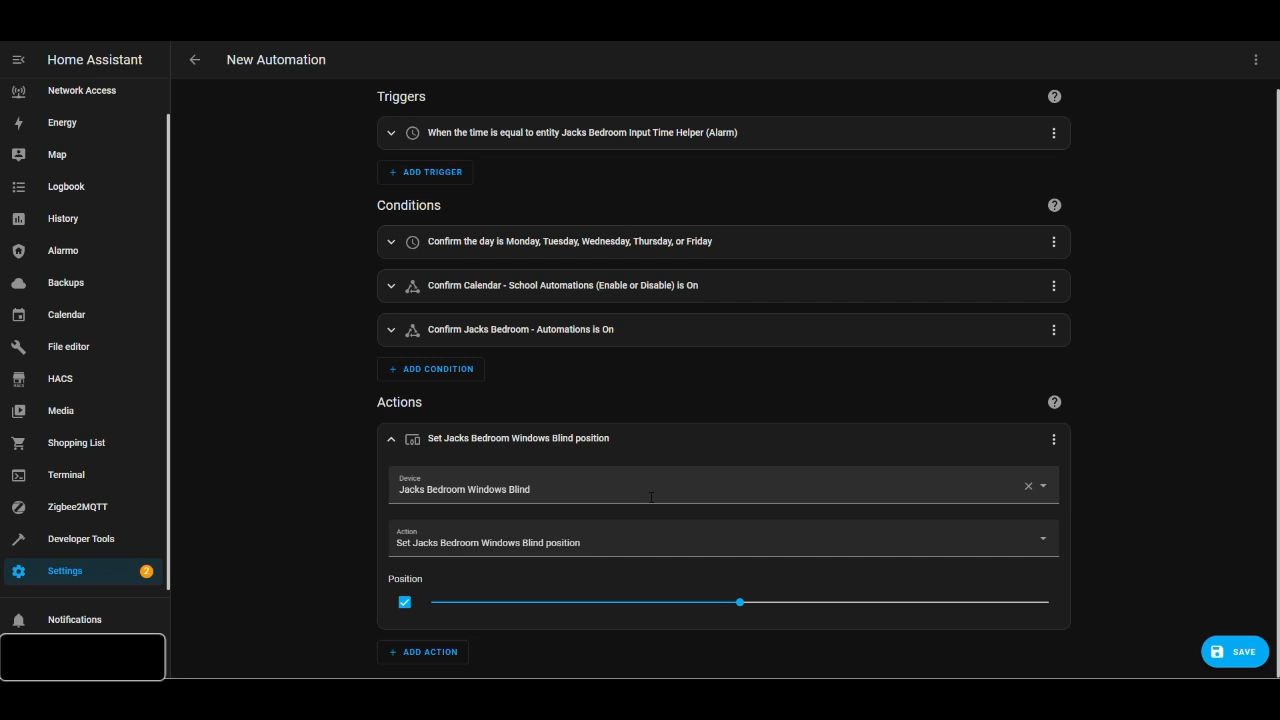 Home Assistant
New Automation
Network Access
Energy
Map
Logbook
History
Alarmo
Backups
Calendar
File editor
HACS
Media
Shopping List
Terminal
Zigbee2MQTT
Developer Tools
Settings
2
Notifications
Triggers
When the time is equal to entity Jacks Bedroom Input Time Helper (Alarm)
+ ADD TRIGGER
Conditions
Confirm the day is Monday, Tuesday, Wednesday, Thursday, or Friday
Confirm Calendar - School Automations (Enable or Disable) is On
Confirm Jacks Bedroom - Automations is On
+ ADD CONDITION
Actions
Set Jacks Bedroom Windows Blind position
Device
Jacks Bedroom Windows Blind
Action
Set Jacks Bedroom Windows Blind position
Position
+ ADD ACTION
SAVE